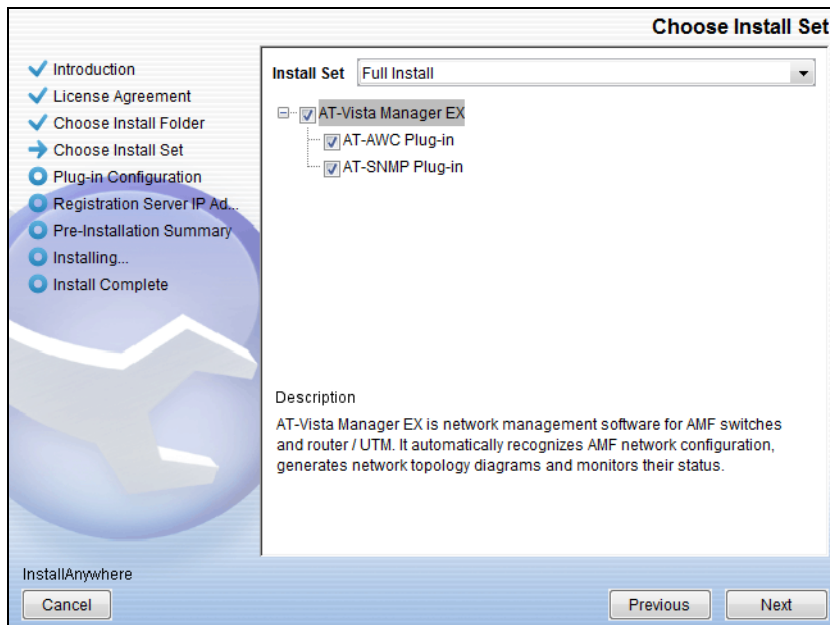 Choose Install Set
Introduction
License Agreement
Choose Install Folder
Choose Install Set
Plug-in Configuration
Registration Server IP Ad...
Pre-Installation Summary
Installing...
Install Complete
Install Set Full Install
AT-Vista Manager EX
AT-AWC Plug-in
AT-SNMP Plug-in
Description
AT-Vista Manager EX is network management software for AMF switches
and router / UTM. It automatically recognizes AMF network configuration,
generates network topology diagrams and monitors their status.
InstallAnywhere
Cancel
Previous
Next